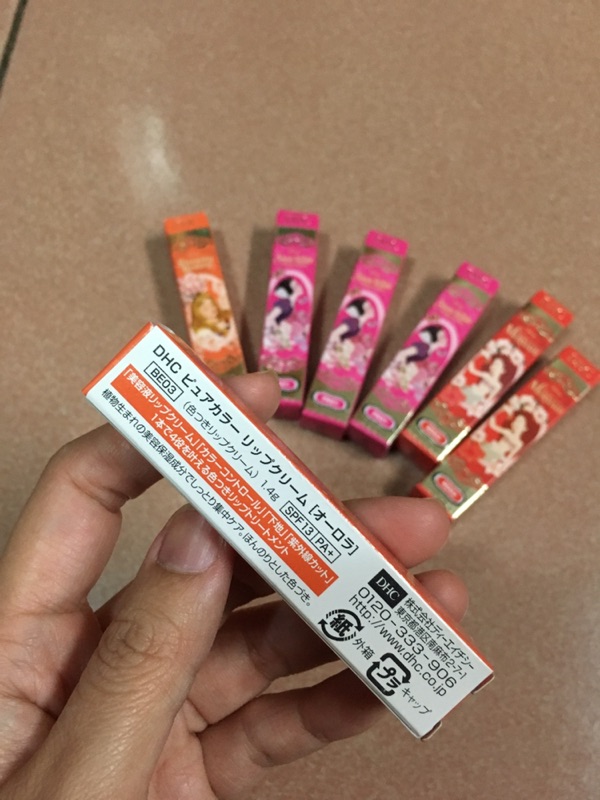 DHC ピュアカラー リップクリーム [オーロラ]
BE03 (色つきリップクリーム) 1.4g SPF13 PA+
「美容液リップクリーム」「カラーコントロール」「下地」「紫外線カット」
1本で4役を叶える色つきリップトリートメント
植物生まれの美容保湿成分でしっとり集中ケア。ほんのりとした色づき。
DHC 株式会社ディーエイチシー
東京都港区南麻布2-7-1
0120-333-906
http://www.dhc.co.jp
紙 外箱
プラ キャップ